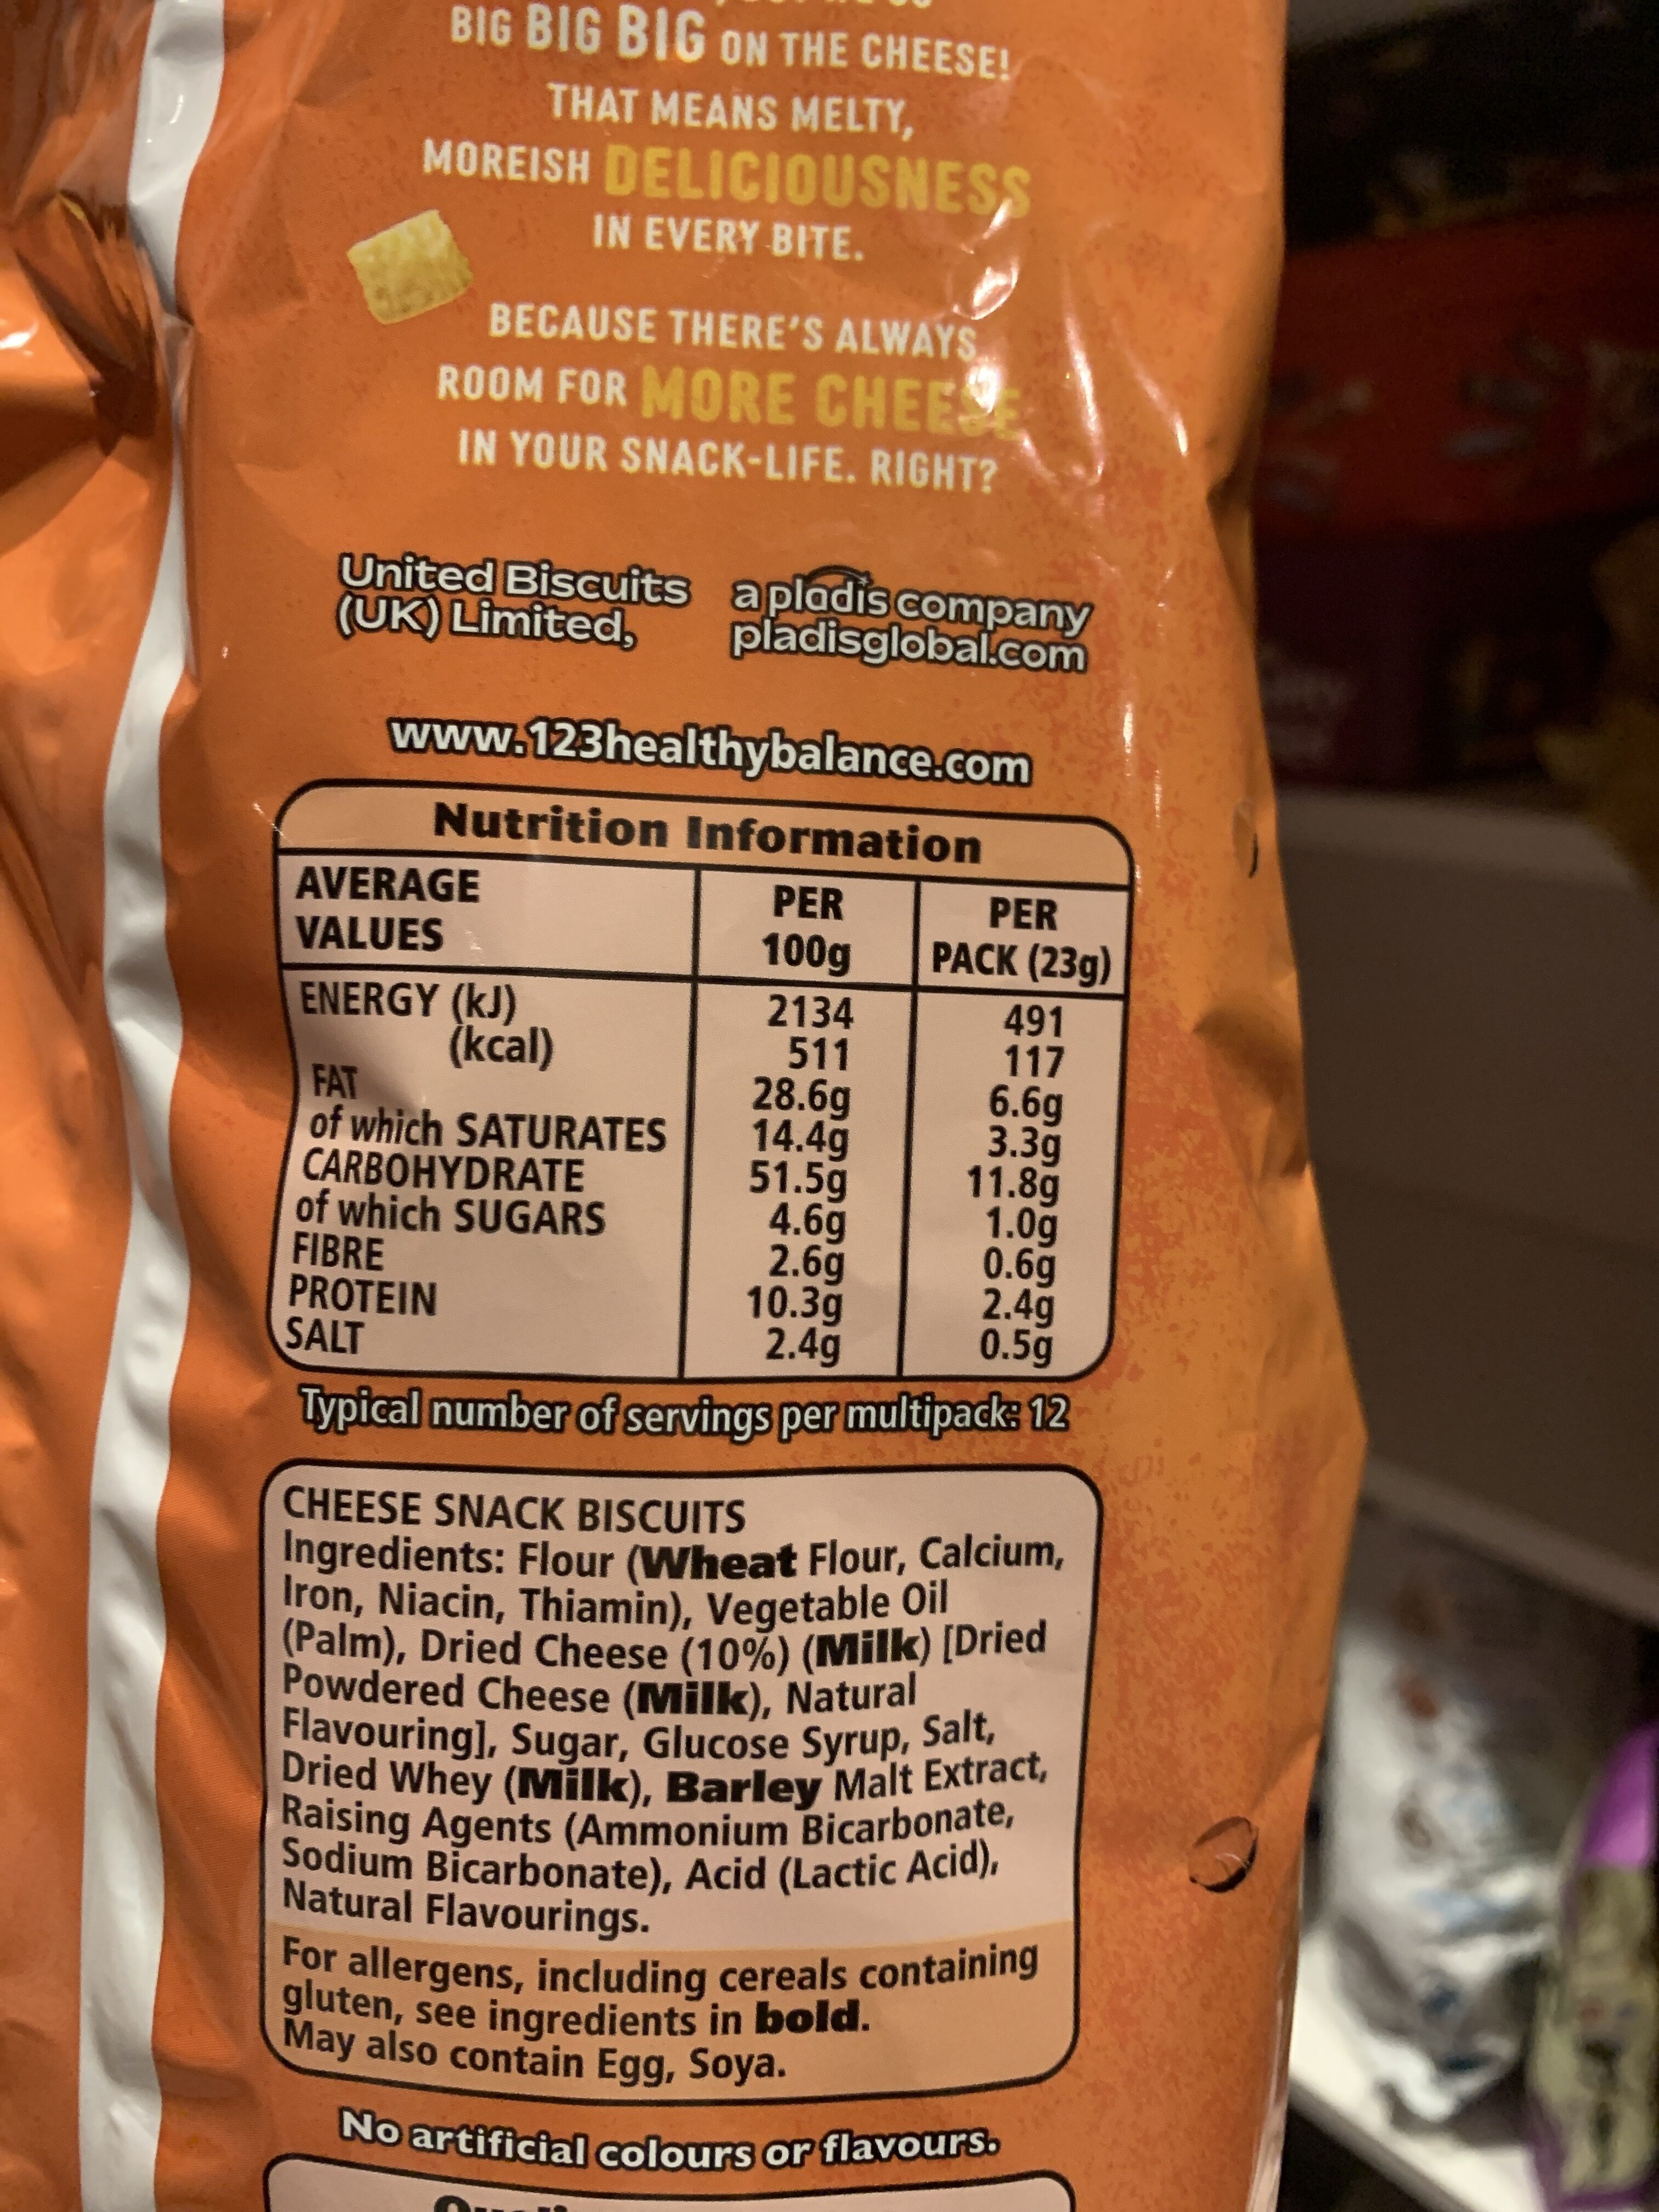 BIG BIG BIG ON THE CHEESE!
THAT MEANS MELTY,
MOREISH DELICIOUSNESS
IN EVERY BITE.
BECAUSE THERE'S ALWAYS
ROOM FOR MORE CHEESE
IN YOUR SNACK-LIFE. RIGHT?
United Biscuits
(UK) Limited,
a pladis company
pladisglobal.com
www.123healthybalance.com
Nutrition Information
AVERAGE VALUES PER 100g PER PACK (23g)
ENERGY (kJ) 2134 491
(kcal) 511 117
FAT 28.6g 6.6g
of which SATURATES 14.4g 3.3g
CARBOHYDRATE 51.5g 11.8g
of which SUGARS 4.6g 1.0g
FIBRE 2.6g 0.6g
PROTEIN 10.3g 2.4g
SALT 2.4g 0.5g
Typical number of servings per multipack: 12
CHEESE SNACK BISCUITS
Ingredients: Flour (Wheat Flour, Calcium,
Iron, Niacin, Thiamin), Vegetable Oil
(Palm), Dried Cheese (10%) (Milk) [Dried
Powdered Cheese (Milk), Natural
Flavouring], Sugar, Glucose Syrup, Salt,
Dried Whey (Milk), Barley Malt Extract,
Raising Agents (Ammonium Bicarbonate,
Sodium Bicarbonate), Acid (Lactic Acid),
Natural Flavourings.
For allergens, including cereals containing
gluten, see ingredients in bold.
May also contain Egg, Soya.
No artificial colours or flavours.